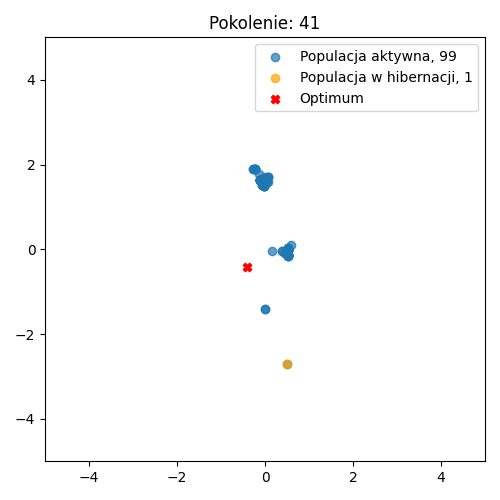 Pokolenie: 41
Populacja aktywna, 99
Populacja w hibernacji, 1
Optimum
4
2
0
−2
−4
−4
−2
0
2
4